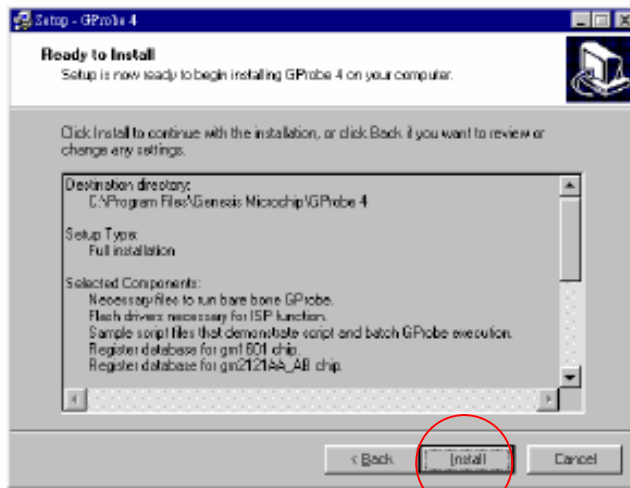 Setup - GProbe 4
Ready to Install
Setup is now ready to begin installing GProbe 4 on your computer.
Click Install to continue with the installation, or click Back if you want to review or
change any settings.
Destination directory:
C:\Program Files\Genesis Microchip\GProbe 4
Setup Type:
Full installation
Selected Components:
Necessary files to run bare bone GProbe.
Flash drivers necessary for ISP function.
Sample script files that demonstrate script and batch GProbe execution.
Register database for gm1601 chip.
Register database for gm2121AA_AB chip.
< Back
Install
Cancel